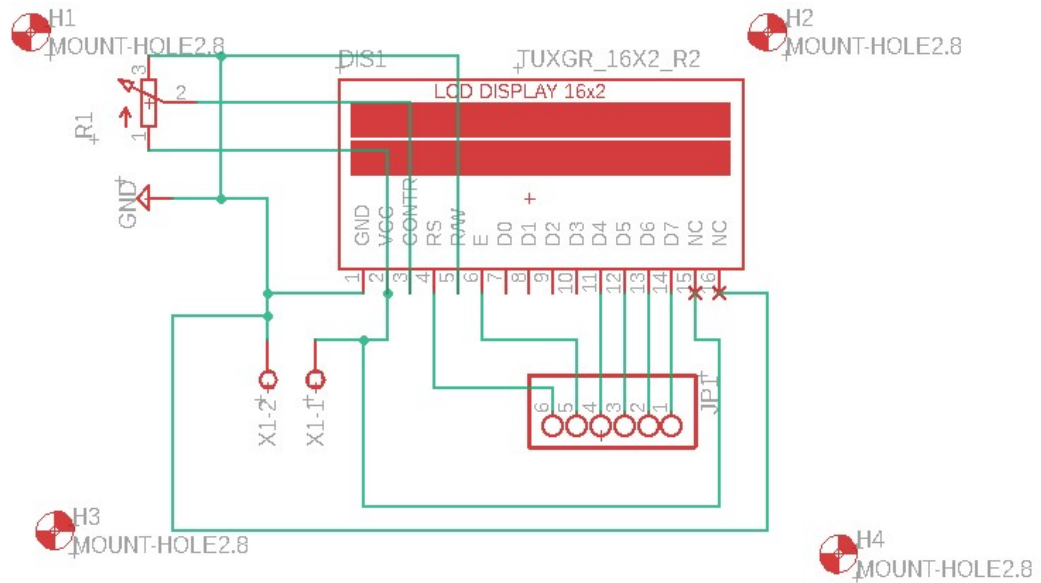 H1
MOUNT-HOLE2.8
H2
MOUNT-HOLE2.8
DIS1
TUXGR_16X2_R2
LCD DISPLAY 16x2
3
2
1
R1
GND
GND
VCC
CONTR
RS
R/W
E
D0
D1
D2
D3
D4
D5
D6
D7
NC
NC
1
2
3
4
5
6
7
8
9
10
11
12
13
14
15
16
X1-2
X1-1
6
5
4
3
2
1
JP1
H3
MOUNT-HOLE2.8
H4
MOUNT-HOLE2.8